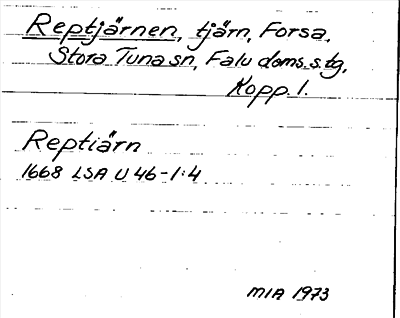 Reptjärnen, tjärn, Forsa,
Stora Tuna sn, Falu doms.s.tg,
Kopp. l.
Reptiärn
1668 LSA U 46-1:4
MIA 1973